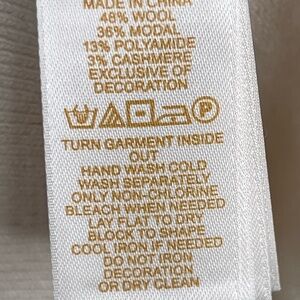 MADE IN CHINA
48% WOOL
36% MODAL
13% POLYAMIDE
3% CASHMERE
EXCLUSIVE OF
DECORATION
P
TURN GARMENT INSIDE
OUT
HAND WASH COLD
WASH SEPARATELY
ONLY NON-CHLORINE
BLEACH WHEN NEEDED
LAY FLAT TO DRY
BLOCK TO SHAPE
COOL IRON IF NEEDED
DO NOT IRON
DECORATION
OR DRY CLEAN